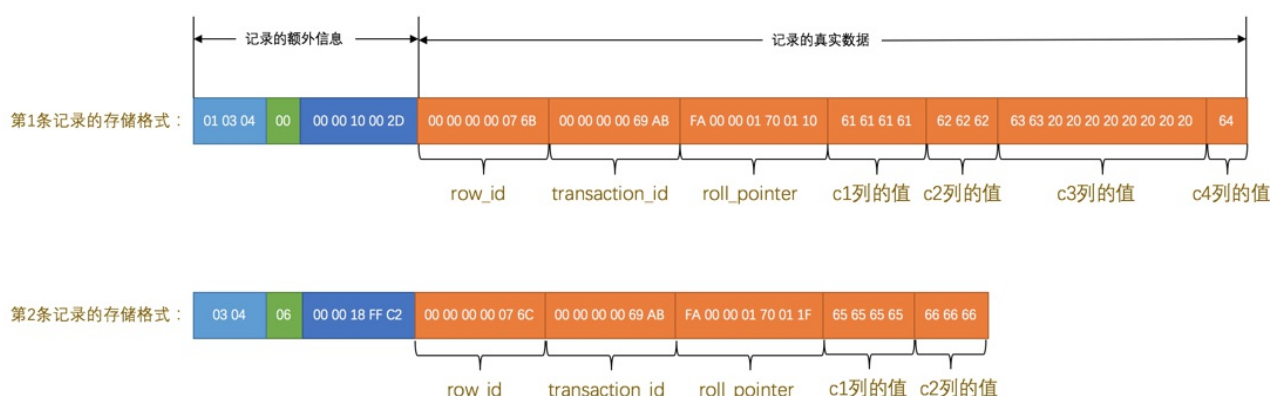 记录的额外信息 记录的真实数据
第1条记录的存储格式： 01 03 04 00 00 00 10 00 2D 00 00 00 00 07 6B 00 00 00 00 69 AB FA 00 00 01 70 01 10 61 61 61 61 62 62 62 63 63 20 20 20 20 20 20 20 20 64
row_id transaction_id roll_pointer c1列的值 c2列的值 c3列的值 c4列的值
第2条记录的存储格式： 03 04 06 00 00 18 FF C2 00 00 00 00 07 6C 00 00 00 00 69 AB FA 00 00 01 70 01 1F 65 65 65 65 66 66 66
row_id transaction_id roll_pointer c1列的值 c2列的值